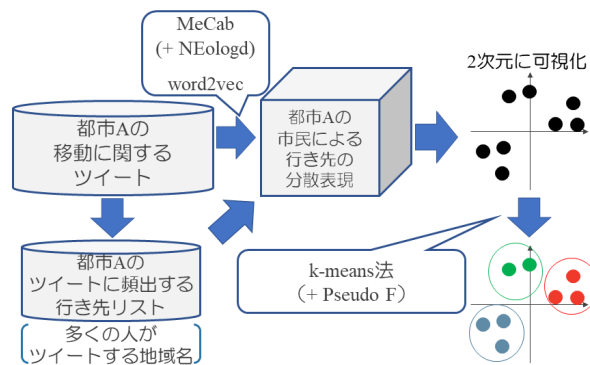 MeCab
(+ NEologd)
word2vec
2次元に可視化
都市Aの
移動に関する
ツイート
都市Aの
市民による
行き先の
分散表現
都市Aの
ツイートに頻出する
行き先リスト
多くの人が
ツイートする地域名
k-means法
(+ Pseudo F)